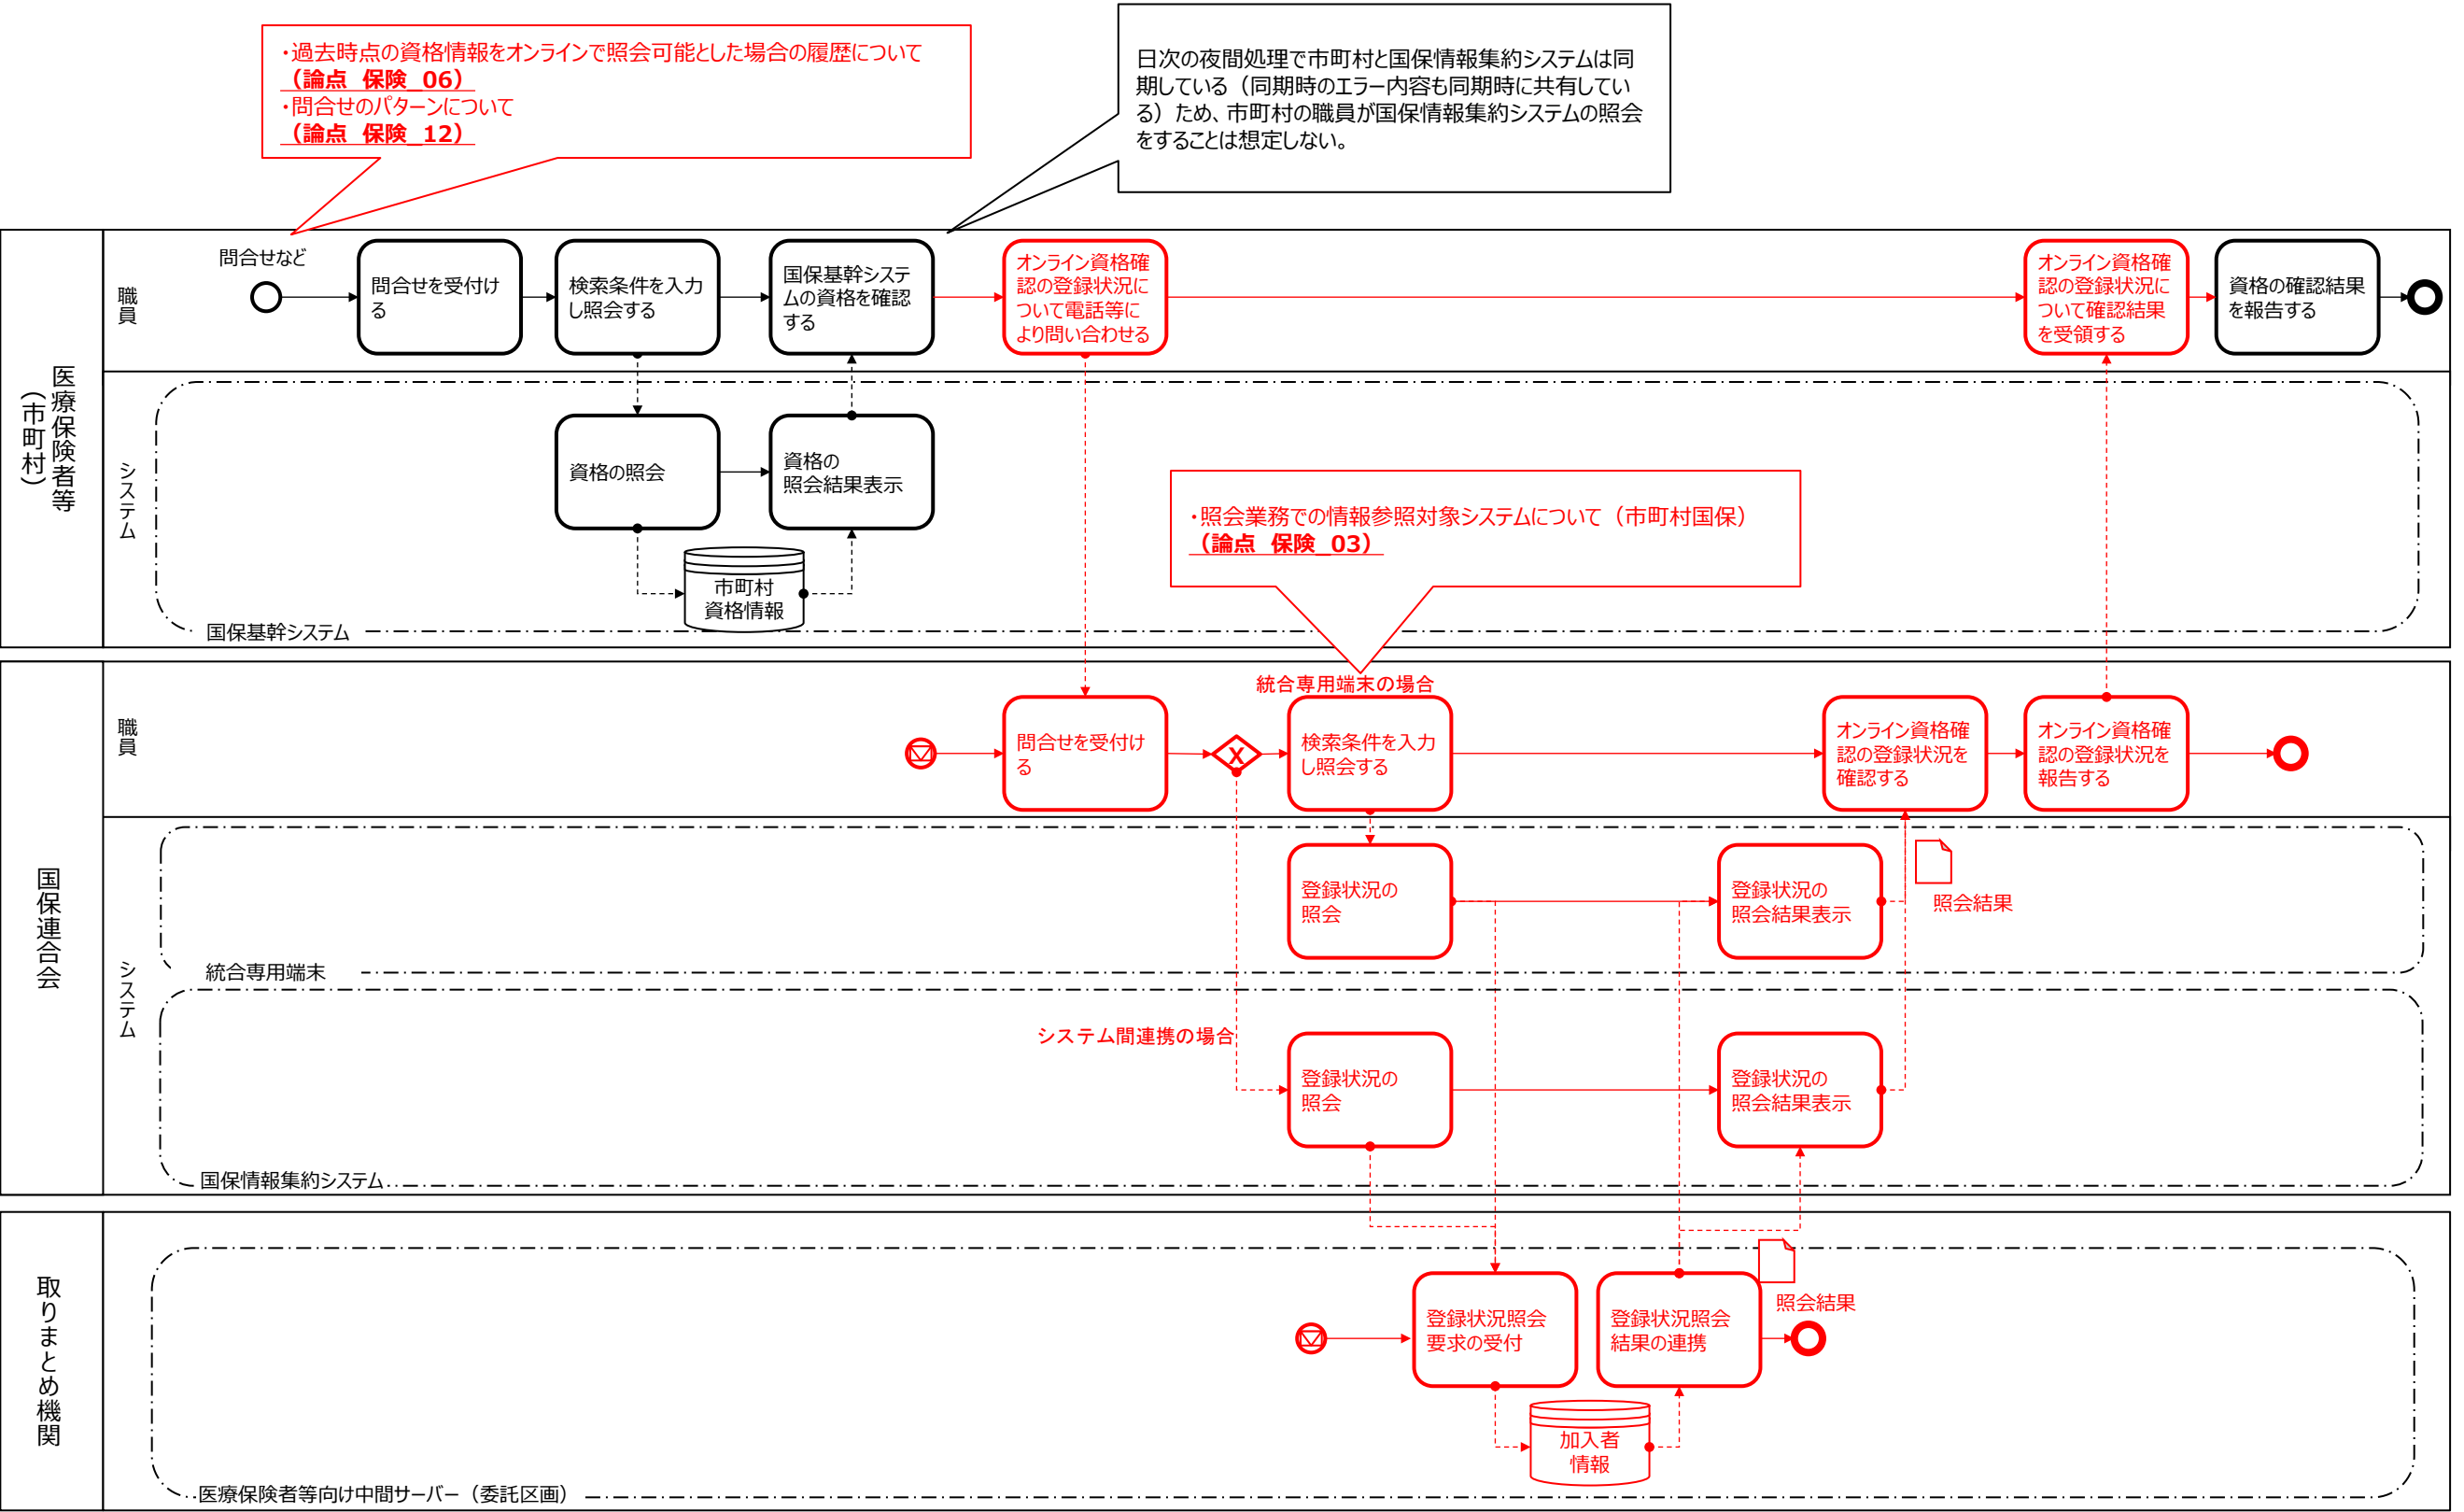 ・過去時点の資格情報をオンラインで照会可能とした場合の履歴について
（論点 保険_06）
・問合せのパターンについて
（論点 保険_12）
日次の夜間処理で市町村と国保情報集約システムは同
期している（同期時のエラー内容も同期時に共有してい
る）ため、市町村の職員が国保情報集約システムの照会
をすることは想定しない。
医療保険者等
（市町村）
職員
問合せなど
問合せを受付け
る
検索条件を入力
し照会する
国保基幹システ
ムの資格を確認
する
オンライン資格確
認の登録状況に
ついて電話等に
より問い合わせる
オンライン資格確
認の登録状況に
ついて確認結果
を受領する
資格の確認結果
を報告する
システム
資格の照会
資格の
照会結果表示
市町村
資格情報
国保基幹システム
・照会業務での情報参照対象システムについて（市町村国保）
（論点 保険_03）
国保連合会
職員
統合専用端末の場合
問合せを受付け
る
X
検索条件を入力
し照会する
オンライン資格確
認の登録状況を
確認する
オンライン資格確
認の登録状況を
報告する
システム
登録状況の
照会
登録状況の
照会結果表示
照会結果
統合専用端末
システム間連携の場合
登録状況の
照会
登録状況の
照会結果表示
国保情報集約システム
取りまとめ機関
登録状況照会
要求の受付
登録状況照会
結果の連携
照会結果
加入者
情報
医療保険者等向け中間サーバー（委託区画）